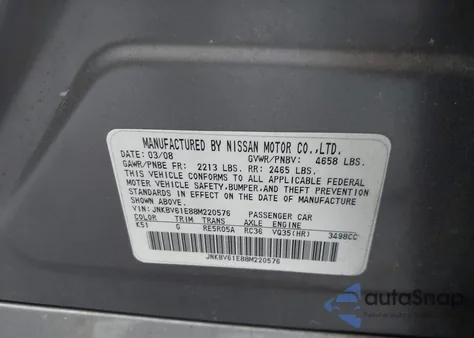 MANUFACTURED BY NISSAN MOTOR CO.,LTD.
DATE: 03/08 GVWR/PNBV: 4658 LBS.
GAWR/PNBE FR: 2213 LBS. RR: 2465 LBS.
THIS VEHICLE CONFORMS TO ALL APPLICABLE FEDERAL
MOTOR VEHICLE SAFETY,BUMPER,AND THEFT PREVENTION
STANDARDS IN EFFECT ON THE DATE OF MANUFACTURE
SHOWN ABOVE.
VIN: JNKBV61E88M220576 PASSENGER CAR
COLOR TRIM TRANS AXLE ENGINE
K51 G RE5R05A RC36 VQ35(HR) 3498CC
JNKBV61E88M220576
autoSnap